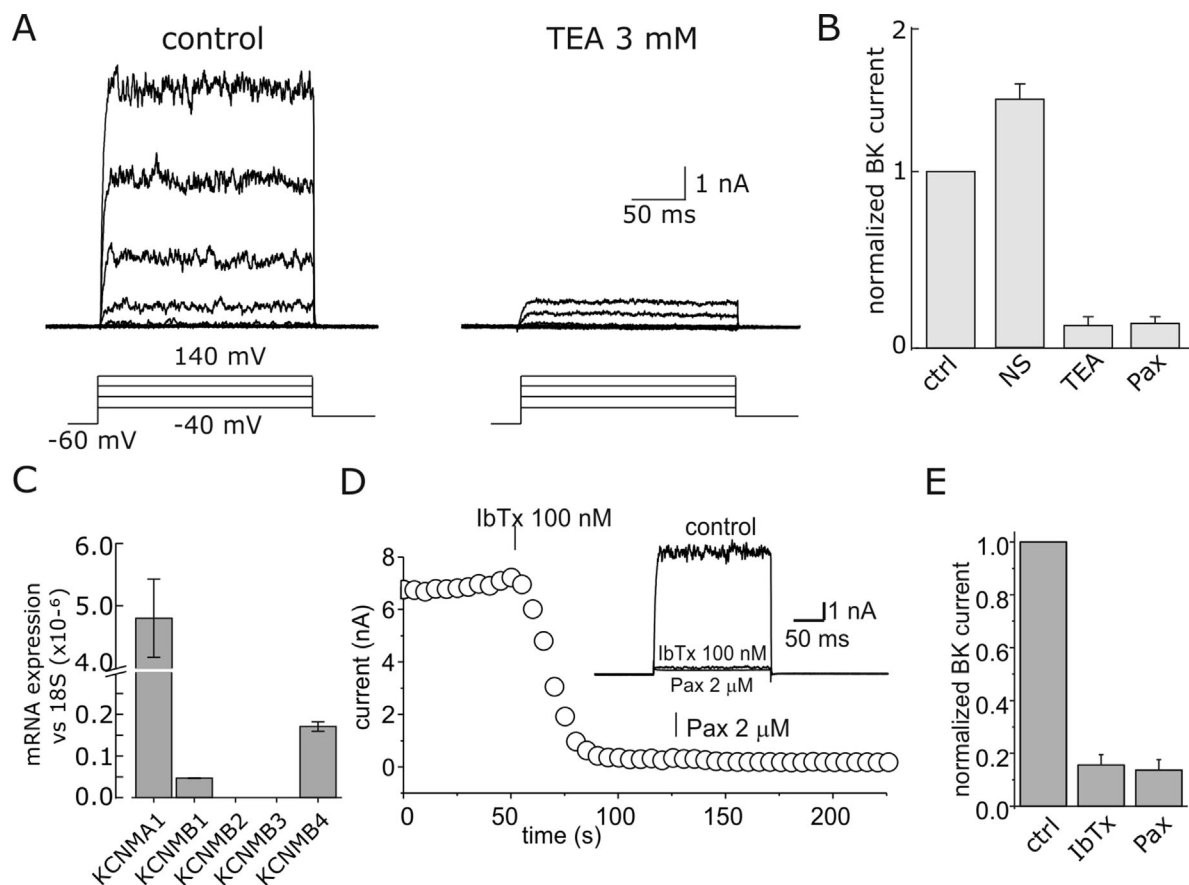 A
control
TEA 3 mM
1 nA
50 ms
140 mV
-40 mV
-60 mV
B
normalized BK current
2
1
0
ctrl
NS
TEA
Pax
C
mRNA expression
vs 18S (x10-⁶)
6.0
5.0
4.0
0.2
0.1
0.0
KCNMA1
KCNMB1
KCNMB2
KCNMB3
KCNMB4
D
IbTx 100 nM
control
1 nA
50 ms
IbTx 100 nM
Pax 2 μM
Pax 2 μM
current (nA)
8
6
4
2
0
0
50
100
150
200
time (s)
E
normalized BK current
1.0
0.8
0.6
0.4
0.2
0.0
ctrl
IbTx
Pax